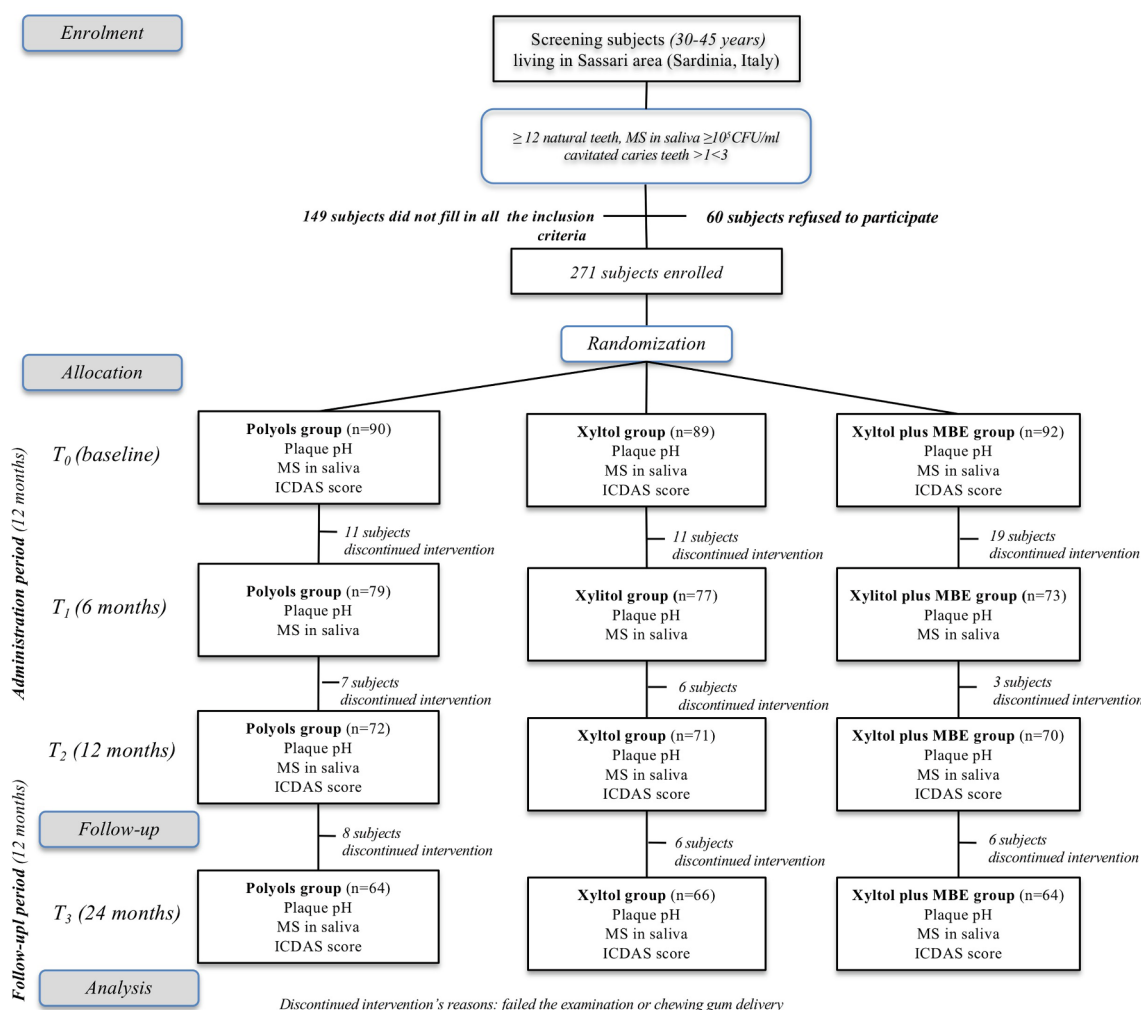 Enrolment
Screening subjects (30-45 years)
living in Sassari area (Sardinia, Italy)
≥ 12 natural teeth, MS in saliva ≥10⁵CFU/ml
cavitated caries teeth >1<3
149 subjects did not fill in all the inclusion
criteria
60 subjects refused to participate
271 subjects enrolled
Randomization
Allocation
Administration period (12 months)
T₀ (baseline)
Polyols group (n=90)
Plaque pH
MS in saliva
ICDAS score
Xyltol group (n=89)
Plaque pH
MS in saliva
ICDAS score
Xyltol plus MBE group (n=92)
Plaque pH
MS in saliva
ICDAS score
11 subjects
discontinued intervention
11 subjects
discontinued intervention
19 subjects
discontinued intervention
T₁ (6 months)
Polyols group (n=79)
Plaque pH
MS in saliva
Xylitol group (n=77)
Plaque pH
MS in saliva
Xylitol plus MBE group (n=73)
Plaque pH
MS in saliva
7 subjects
discontinued intervention
6 subjects
discontinued intervention
3 subjects
discontinued intervention
T₂ (12 months)
Polyols group (n=72)
Plaque pH
MS in saliva
ICDAS score
Xyltol group (n=71)
Plaque pH
MS in saliva
ICDAS score
Xyltol plus MBE group (n=70)
Plaque pH
MS in saliva
ICDAS score
Follow-upl period (12 months)
Follow-up
8 subjects
discontinued intervention
6 subjects
discontinued intervention
6 subjects
discontinued intervention
T₃ (24 months)
Polyols group (n=64)
Plaque pH
MS in saliva
ICDAS score
Xyltol group (n=66)
Plaque pH
MS in saliva
ICDAS score
Xyltol plus MBE group (n=64)
Plaque pH
MS in saliva
ICDAS score
Analysis
Discontinued intervention's reasons: failed the examination or chewing gum delivery